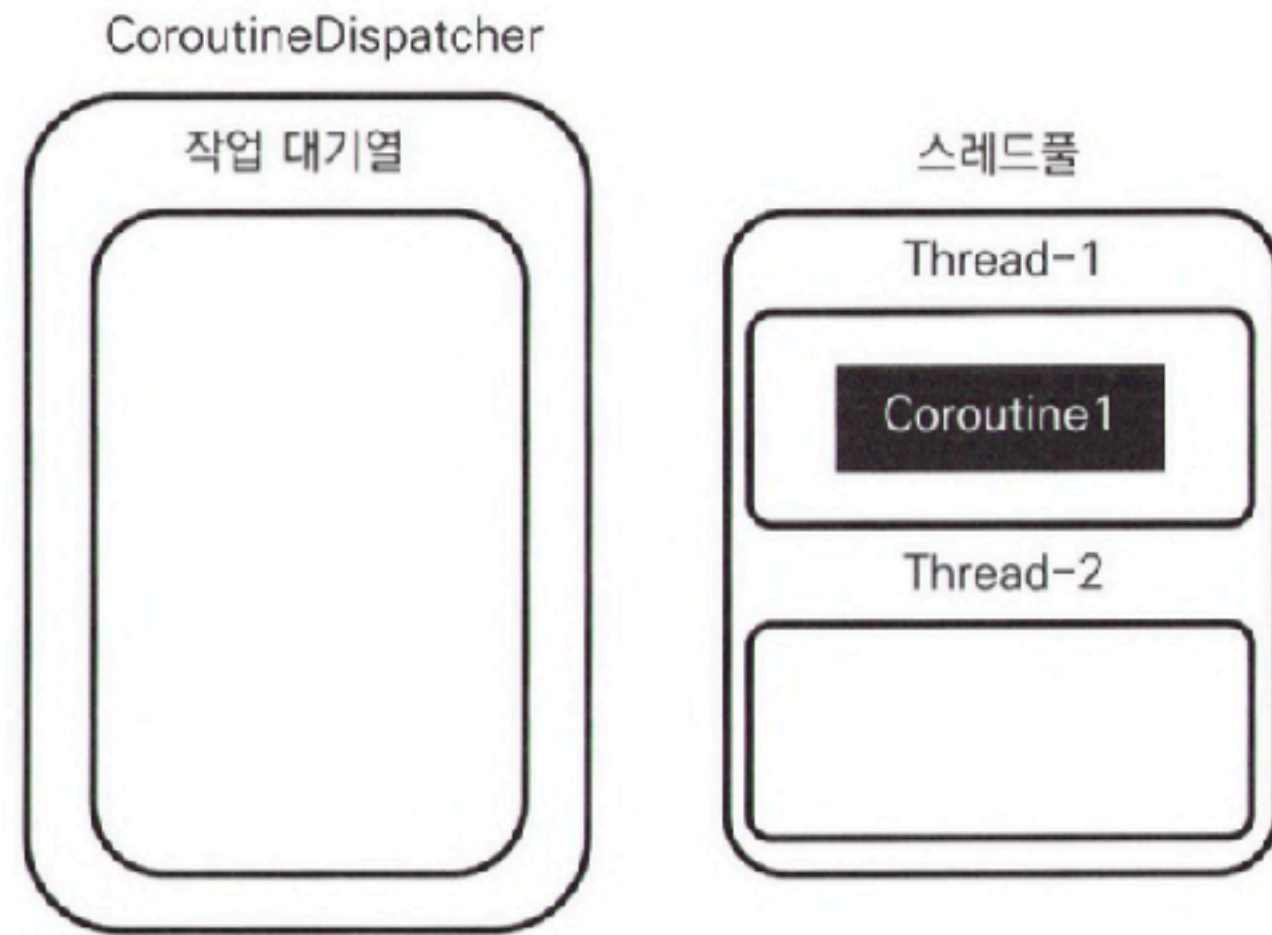 CoroutineDispatcher
작업 대기열
스레드풀
Thread-1
Coroutine1
Thread-2